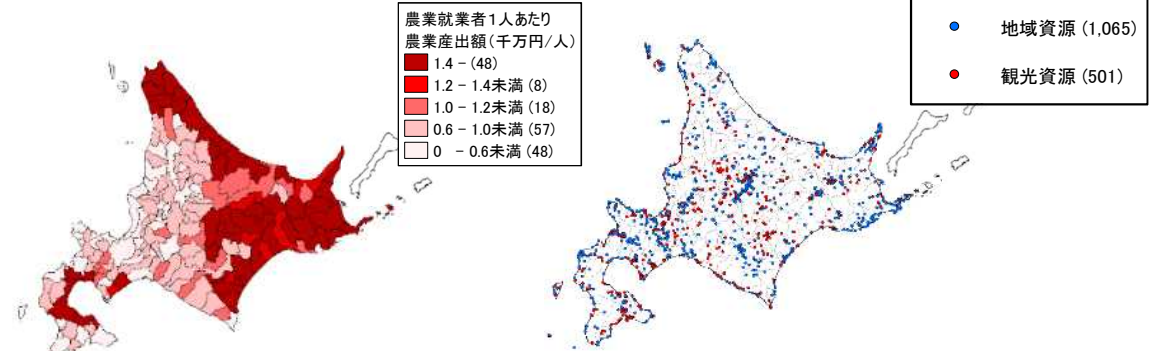 農業就業者1人あたり
農業産出額(千万円/人)
1.4 - (48)
1.2 - 1.4未満 (8)
1.0 - 1.2未満 (18)
0.6 - 1.0未満 (57)
0 - 0.6未満 (48)
地域資源 (1,065)
観光資源 (501)